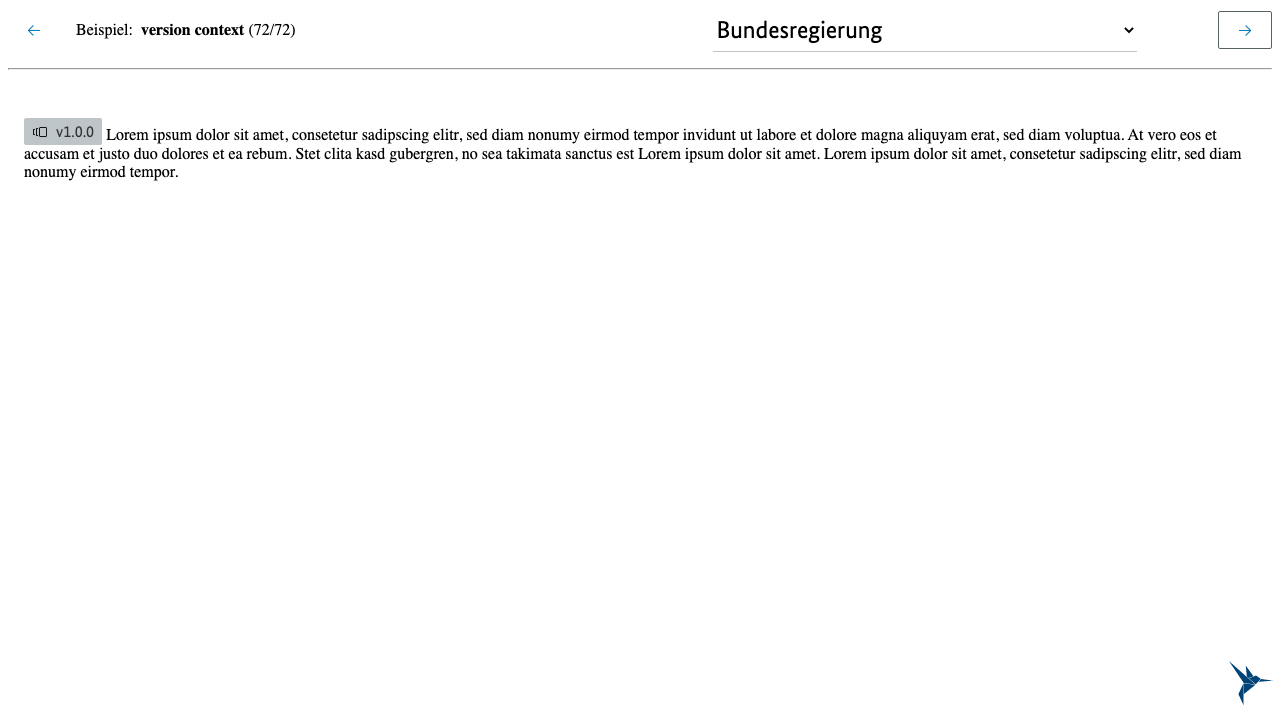 Beispiel: version context (72/72)
Bundesregierung
v1.0.0 Lorem ipsum dolor sit amet, consetetur sadipscing elitr, sed diam nonumy eirmod tempor invidunt ut labore et dolore magna aliquyam erat, sed diam voluptua. At vero eos et
accusam et justo duo dolores et ea rebum. Stet clita kasd gubergren, no sea takimata sanctus est Lorem ipsum dolor sit amet. Lorem ipsum dolor sit amet, consetetur sadipscing elitr, sed diam
nonumy eirmod tempor.